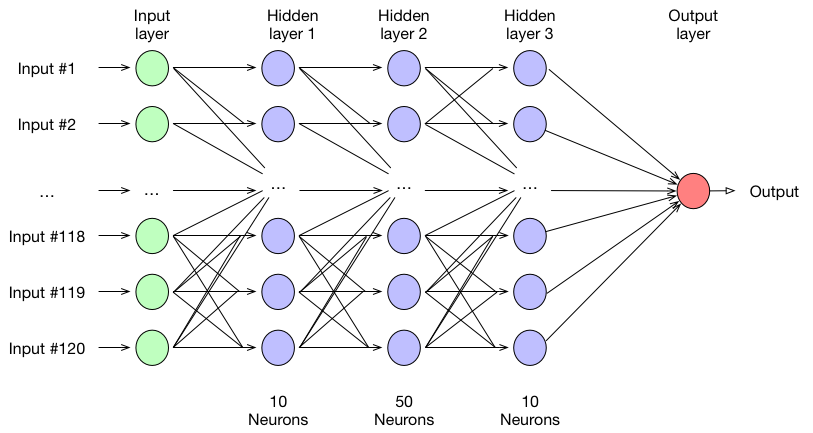 Input
layer
Hidden
layer 1
Hidden
layer 2
Hidden
layer 3
Output
layer
Input #1
Input #2
... ... ... ... ...
Output
Input #118
Input #119
Input #120
10
Neurons
50
Neurons
10
Neurons